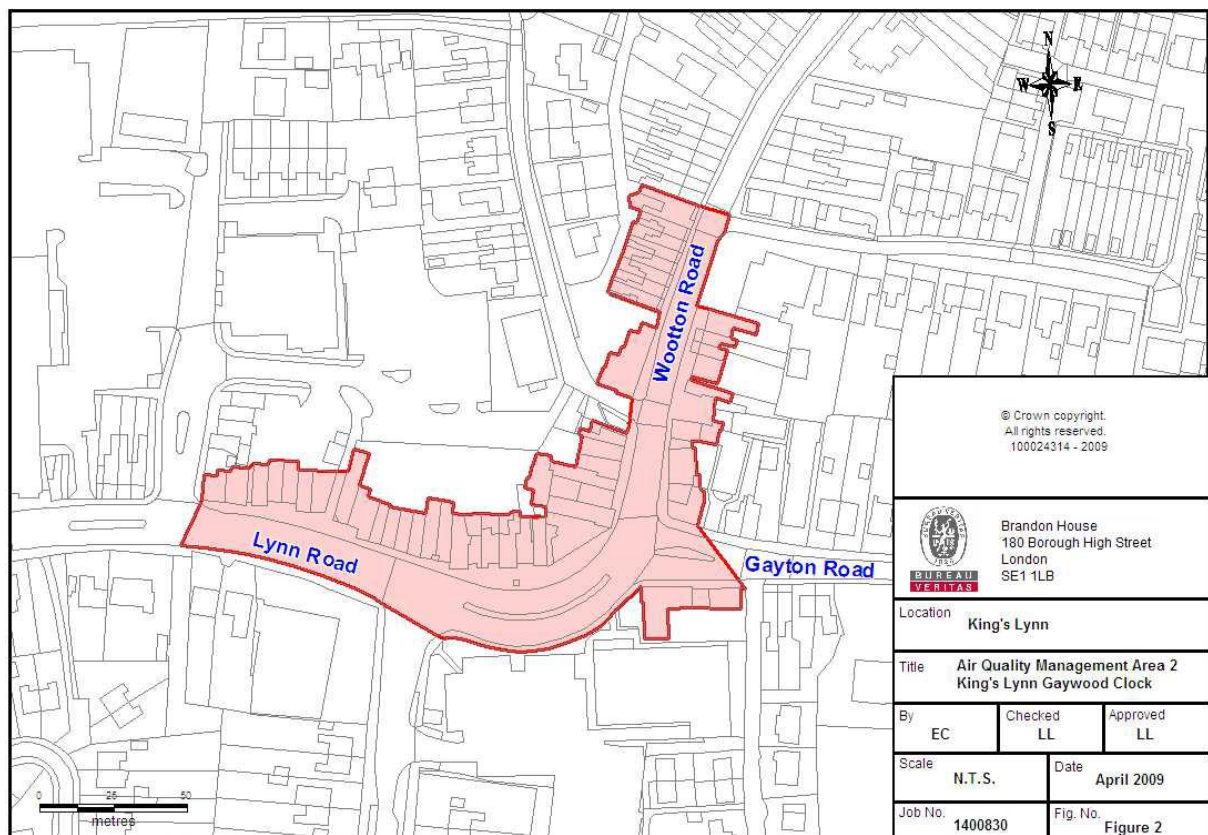 N
W E
S
Wootton Road
Lynn Road
Gayton Road
0 25 50
metres
© Crown copyright.
All rights reserved.
100024314 - 2009
BUREAU
VERITAS
Brandon House
180 Borough High Street
London
SE1 1LB
Location King's Lynn
Title Air Quality Management Area 2
King's Lynn Gaywood Clock
By EC
Checked LL
Approved LL
Scale N.T.S.
Date April 2009
Job No. 1400830
Fig. No. Figure 2